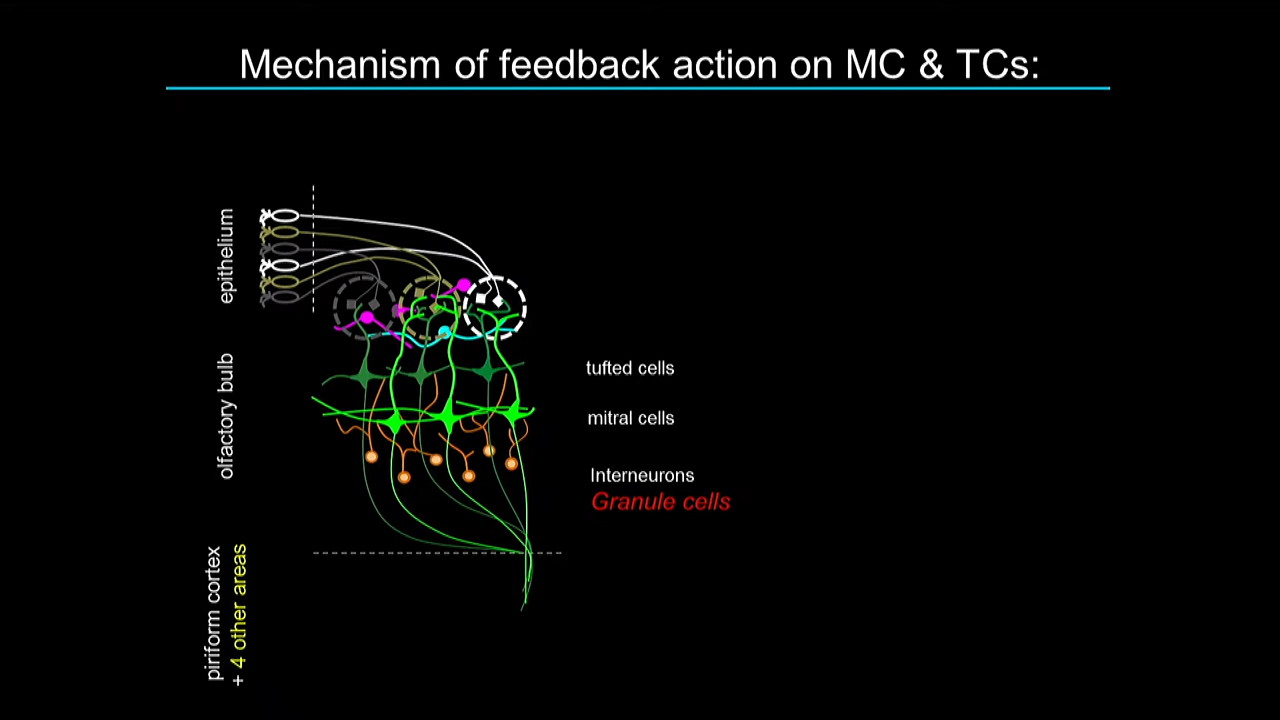 Mechanism of feedback action on MC & TCs:
epithelium
olfactory bulb
piriform cortex
+ 4 other areas
tufted cells
mitral cells
Interneurons
Granule cells